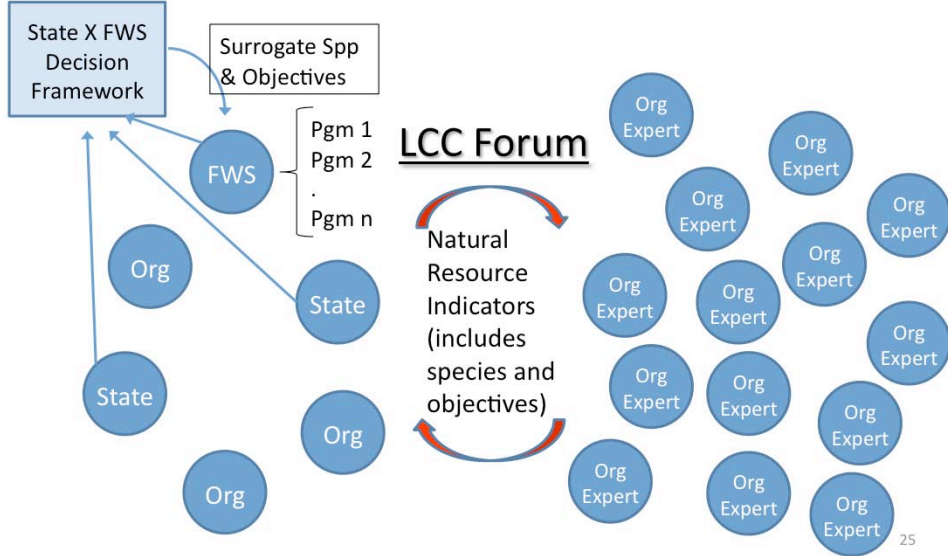 State X FWS
Decision
Framework
Surrogate Spp
& Objectives
FWS
Pgm 1
Pgm 2
.
Pgm n
Org
State
State
Org
Org
LCC Forum
Natural
Resource
Indicators
(includes
species and
objectives)
Org
Expert
Org
Expert
Org
Expert
Org
Expert
Org
Expert
Org
Expert
Org
Expert
Org
Expert
Org
Expert
Org
Expert
Org
Expert
Org
Expert
Org
Expert
Org
Expert
25